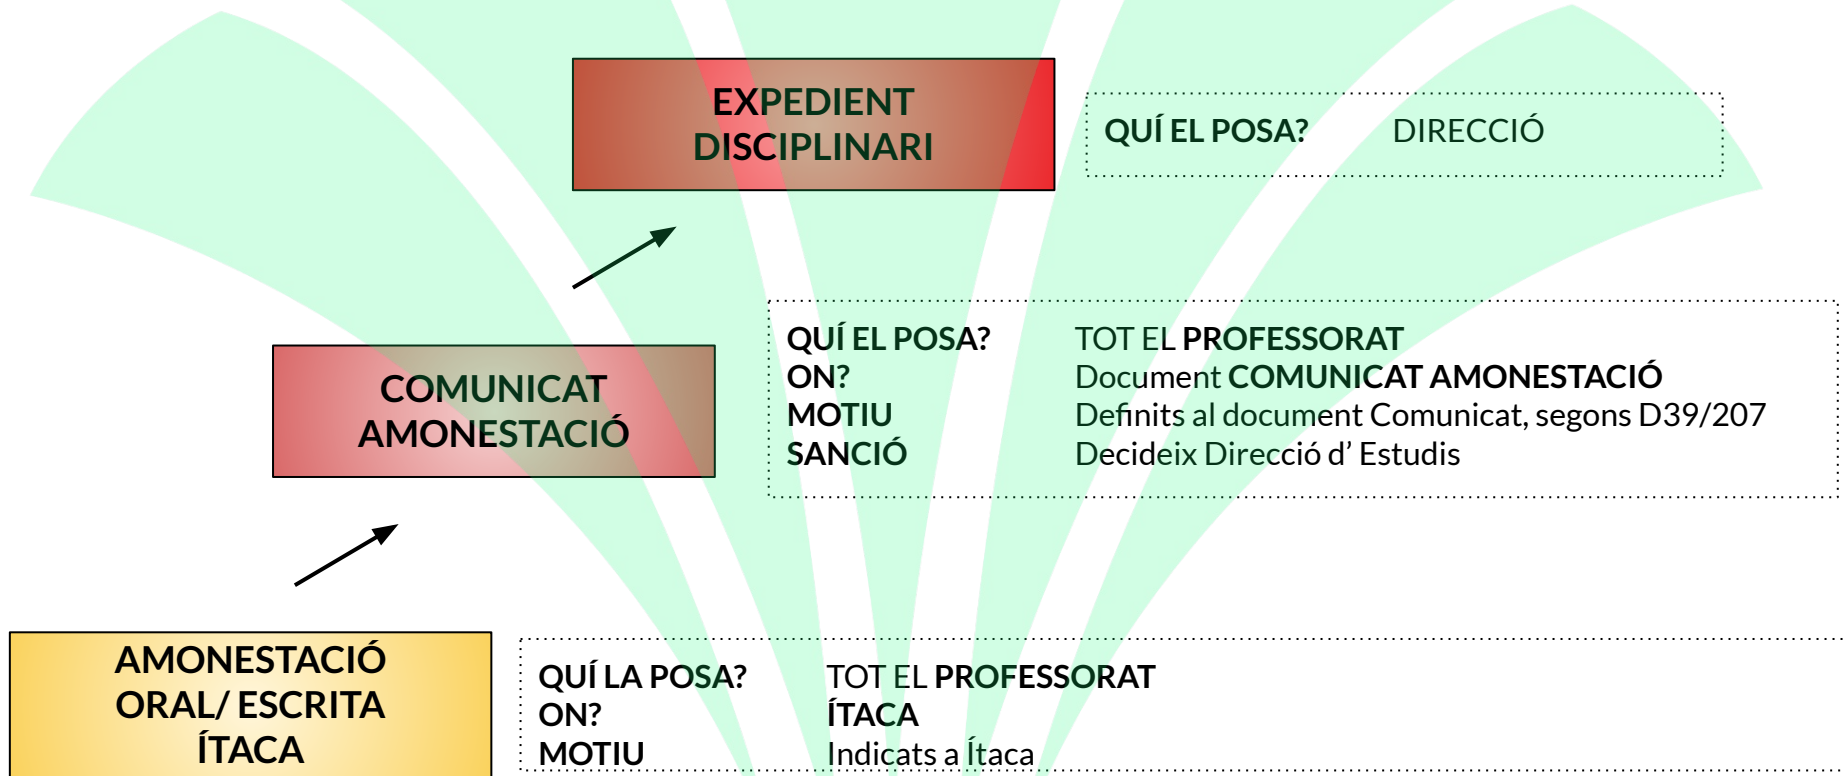 EXPEDIENT
DISCIPLINARI
QUÍ EL POSA? DIRECCIÓ
COMUNICAT
AMONESTACIÓ
QUÍ EL POSA? TOT EL PROFESSORAT
ON? Document COMUNICAT AMONESTACIÓ
MOTIU Definits al document Comunicat, segons D39/207
SANCIÓ Decideix Direcció d’ Estudis
AMONESTACIÓ
ORAL/ ESCRITA
ÍTACA
QUÍ LA POSA? TOT EL PROFESSORAT
ON? ÍTACA
MOTIU Indicats a Ítaca